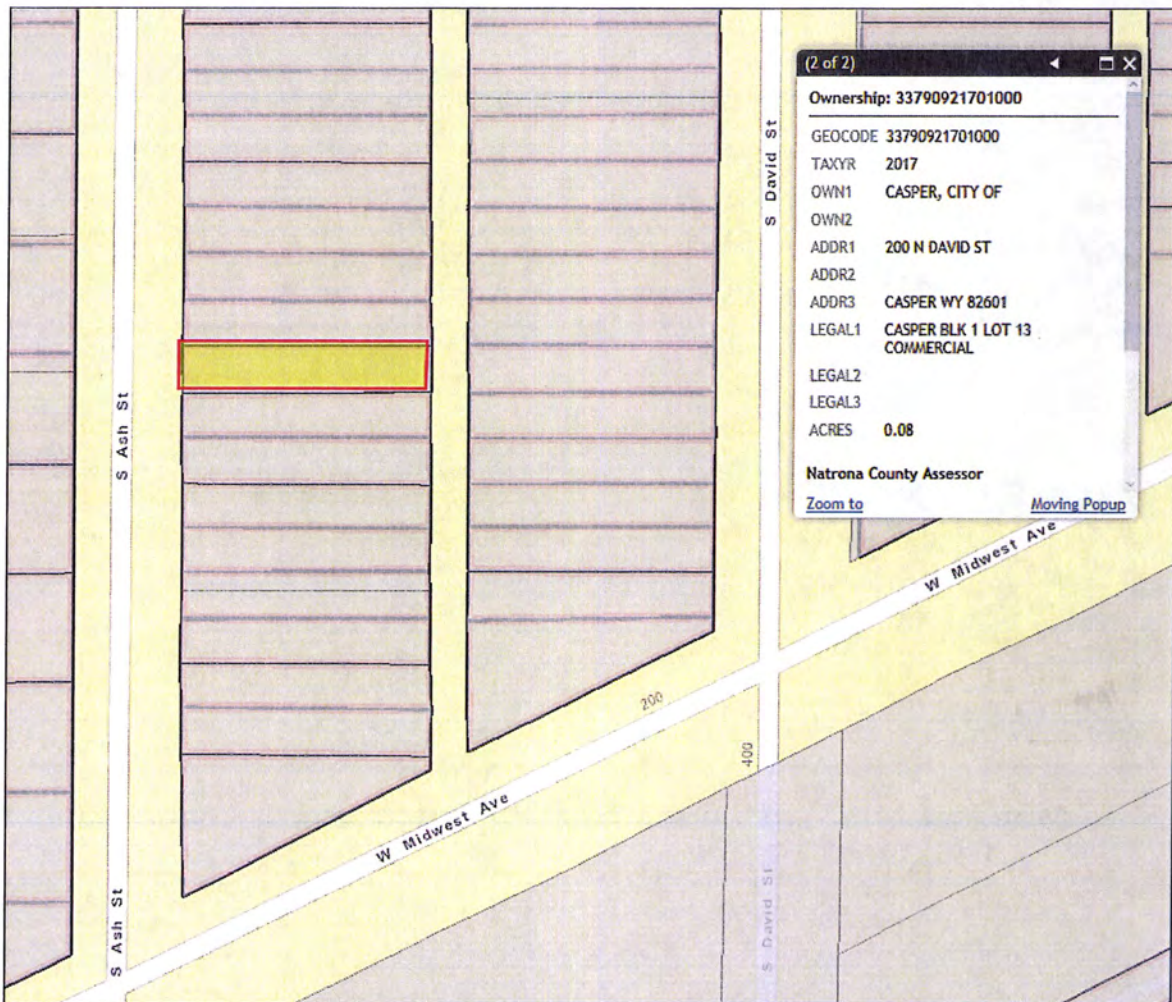 (2 of 2)
Ownership: 33790921701000
GEOCODE 33790921701000
TAXYR 2017
OWN1 CASPER, CITY OF
OWN2
ADDR1 200 N DAVID ST
ADDR2
ADDR3 CASPER WY 82601
LEGAL1 CASPER BLK 1 LOT 13
COMMERCIAL
LEGAL2
LEGAL3
ACRES 0.08
Natrona County Assessor
Zoom to Moving Popup
S David St
S Ash St
W Midwest Ave
200
400
W Midwest Ave
S Ash St
S David St